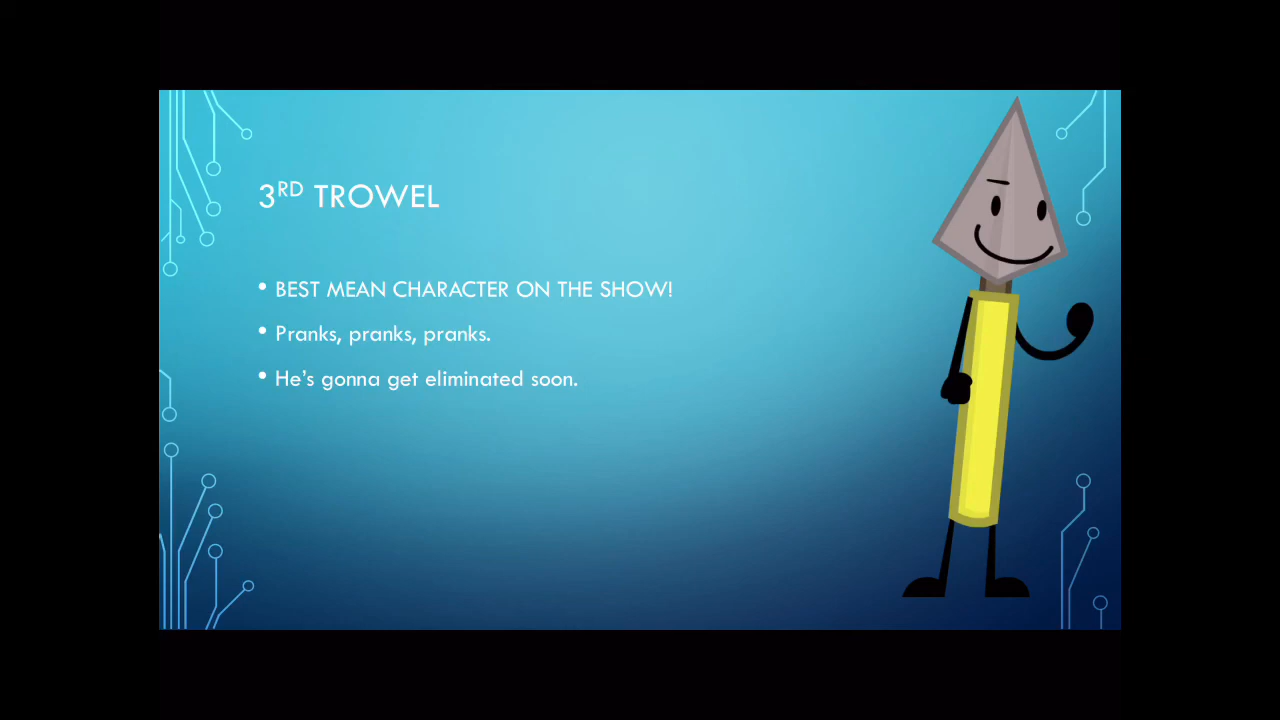 3RD TROWEL
• BEST MEAN CHARACTER ON THE SHOW!
• Pranks, pranks, pranks.
• He’s gonna get eliminated soon.